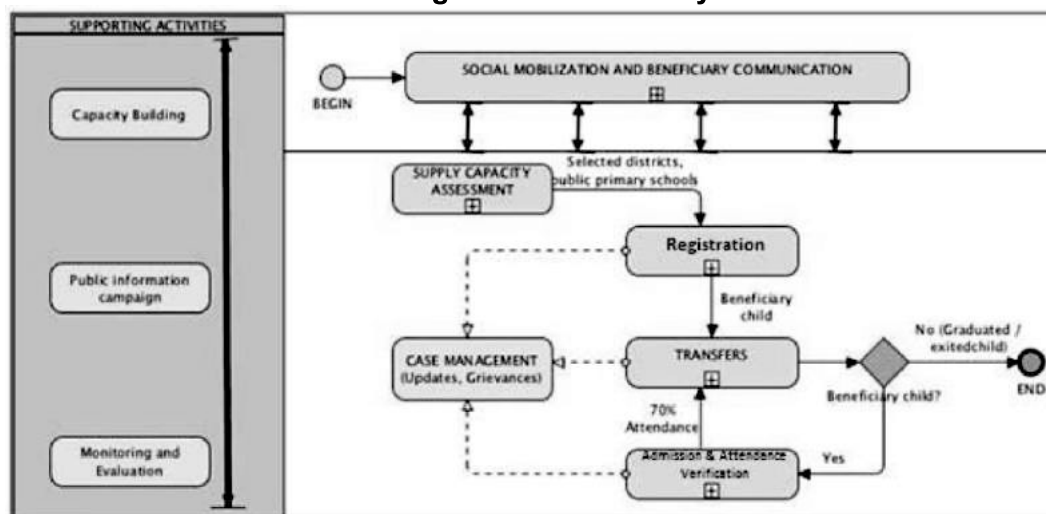 SUPPORTING ACTIVITIES
Capacity Building
Public information
campaign
Monitoring and
Evaluation
BEGIN
SOCIAL MOBILIZATION AND BENEFICIARY COMMUNICATION
SUPPLY CAPACITY
ASSESSMENT
Selected districts,
public primary schools
Registration
Beneficiary
child
CASE MANAGEMENT
(Updates, Grievances)
TRANSFERS
No (Graduated /
exitedchild)
END
Beneficiary child?
70%
Attendance
Yes
Admission & Attendence
Verification